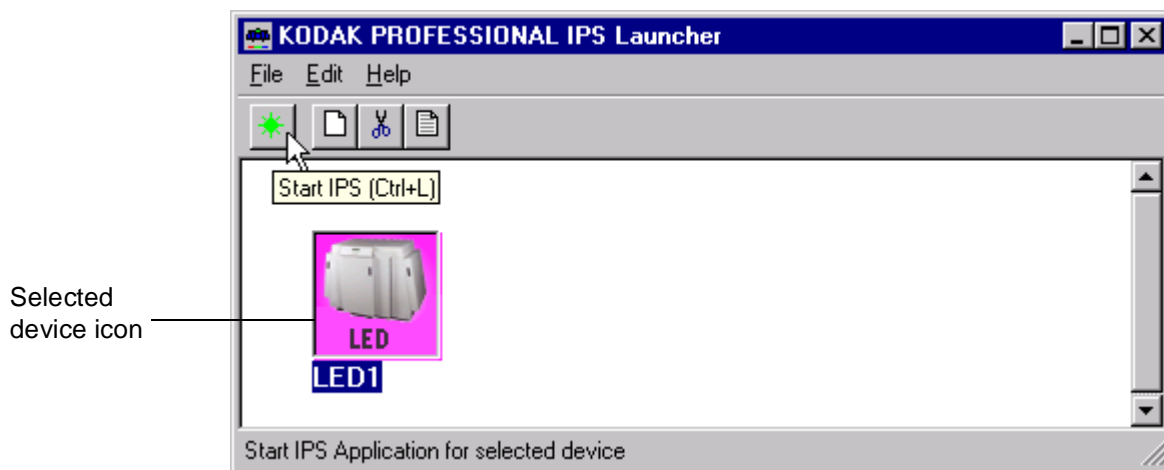 KODAK PROFESSIONAL IPS Launcher
File Edit Help
Start IPS (Ctrl+L)
Selected
device icon
LED
LED1
Start IPS Application for selected device